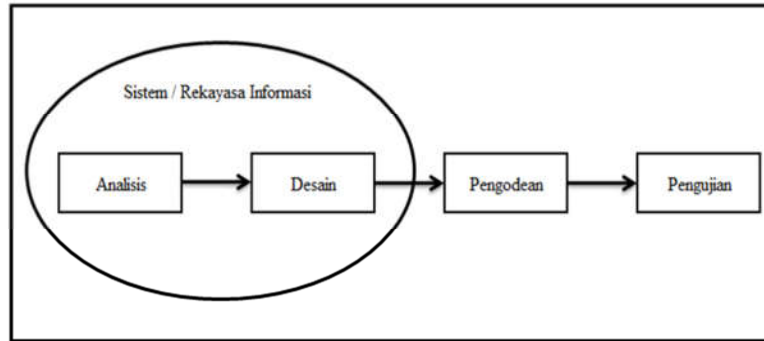 Sistem / Rekayasa Informasi
Analisis
Desain
Pengodean
Pengujian